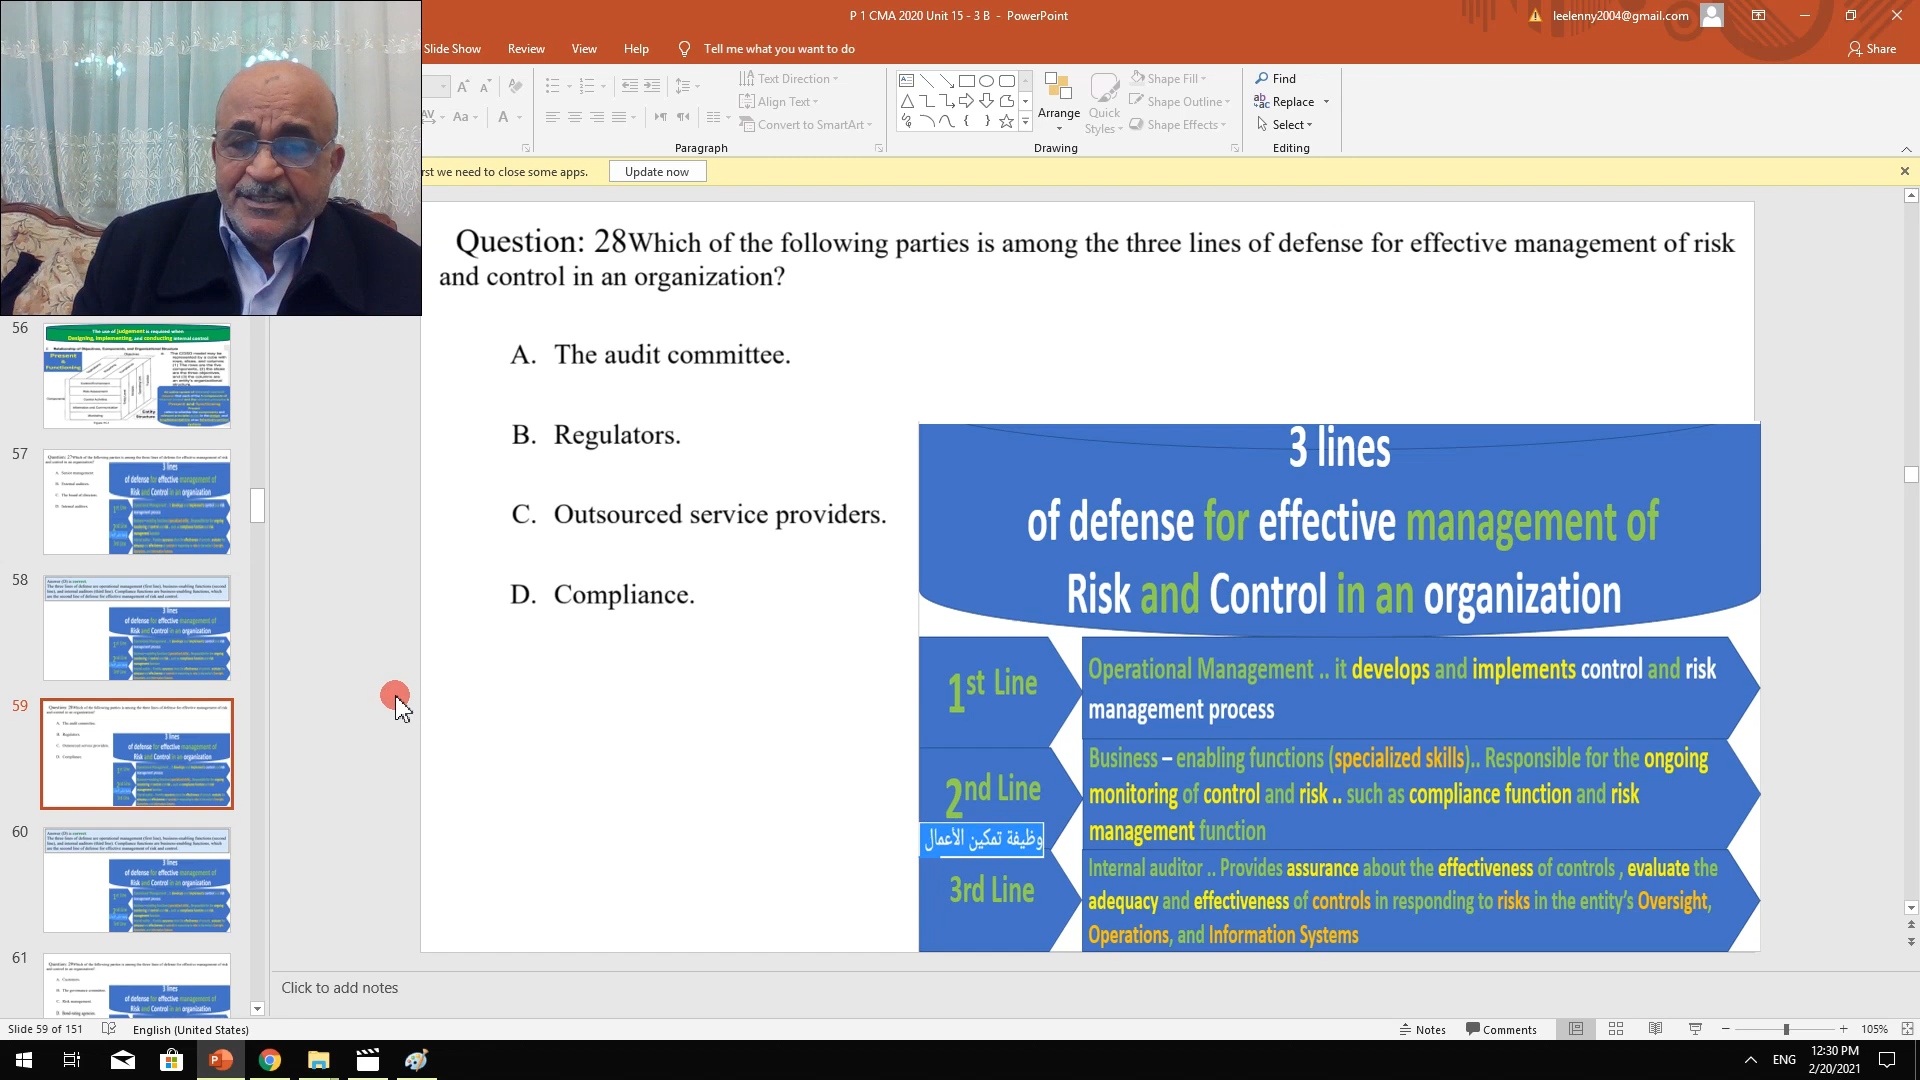 P 1 CMA 2020 Unit 15 - 3 B - PowerPoint
leelenny2004@gmail.com
Slide Show Review View Help Tell me what you want to do
Share
Text Direction
Align Text
Convert to SmartArt
Paragraph
Arrange
Quick Styles
Shape Fill
Shape Outline
Shape Effects
Drawing
Find
Replace
Select
Editing
rst we need to close some apps. Update now
Question: 28Which of the following parties is among the three lines of defense for effective management of risk
and control in an organization?
A. The audit committee.
B. Regulators.
C. Outsourced service providers.
D. Compliance.
3 lines
of defense for effective management of
Risk and Control in an organization
1st Line
Operational Management .. it develops and implements control and risk
management process
2nd Line
وظيفة تمكين الأعمال
Business – enabling functions (specialized skills).. Responsible for the ongoing
monitoring of control and risk .. such as compliance function and risk
management function
3rd Line
Internal auditor .. Provides assurance about the effectiveness of controls , evaluate the
adequacy and effectiveness of controls in responding to risks in the entity's Oversight,
Operations, and Information Systems
56
57
58
59
60
61
Click to add notes
Slide 59 of 151 English (United States)
Notes Comments 105%
ENG
12:30 PM
2/20/2021